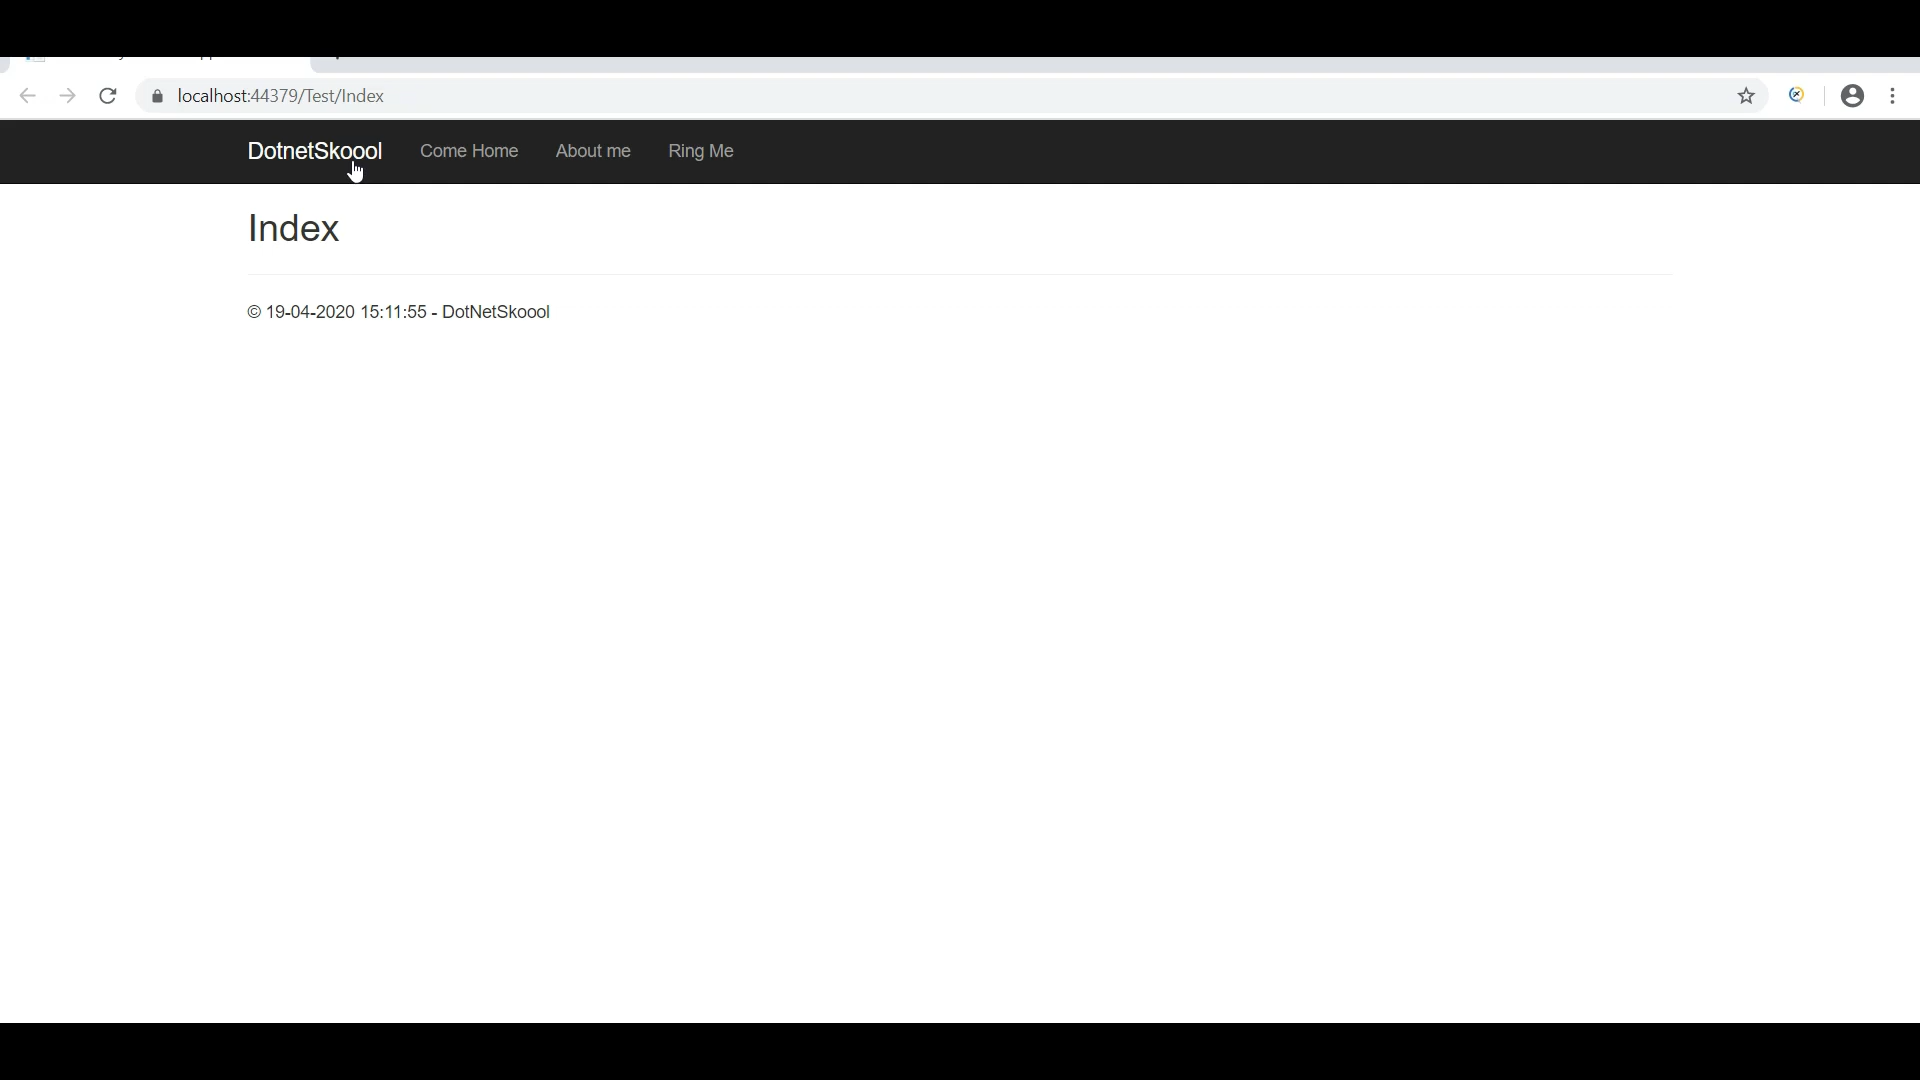 localhost:44379/Test/Index
DotnetSkoool Come Home About me Ring Me
Index
© 19-04-2020 15:11:55 - DotNetSkoool